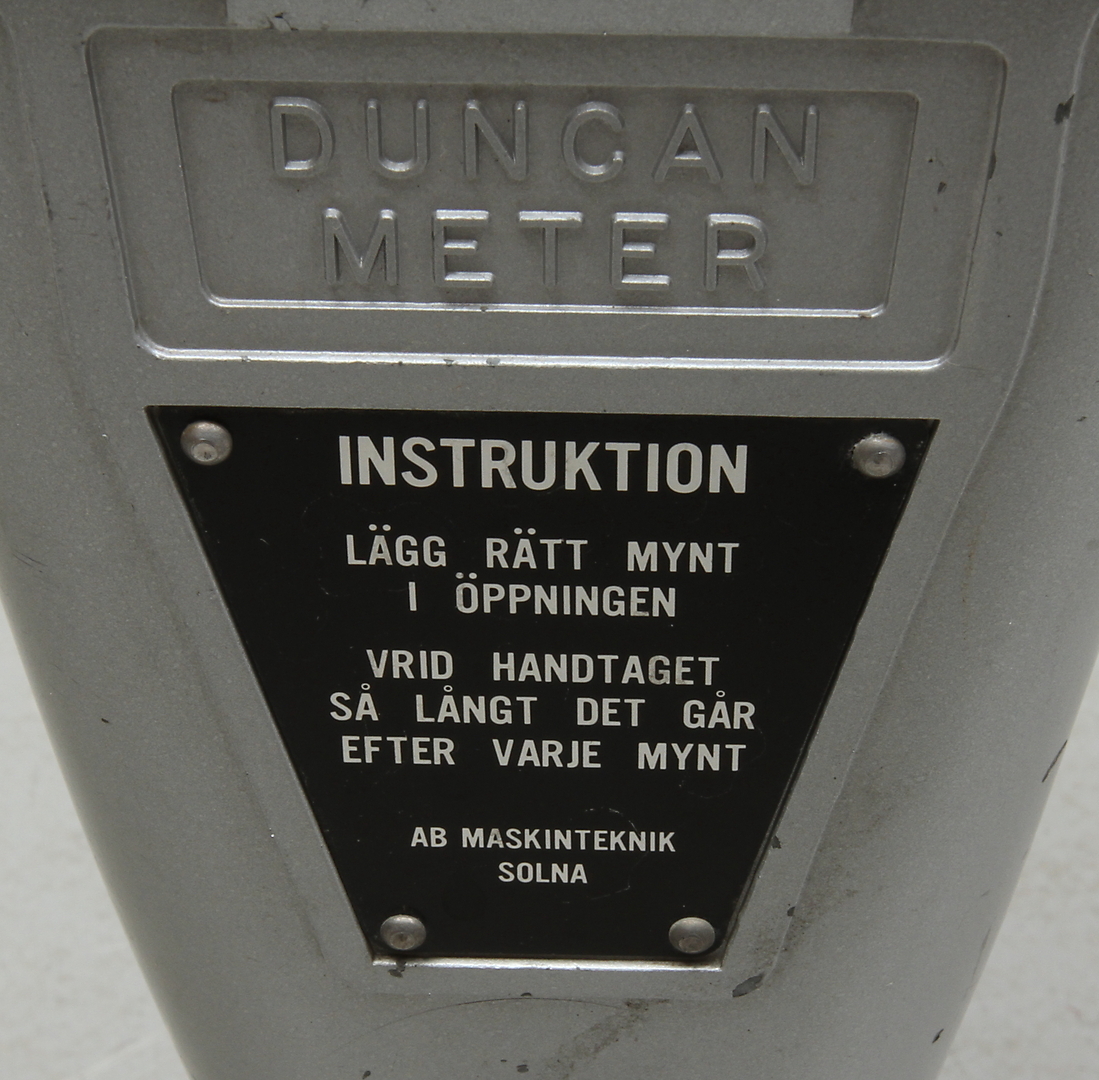 DUNCAN
METER
INSTRUKTION
LÄGG RÄTT MYNT
I ÖPPNINGEN
VRID HANDTAGET
SÅ LÅNGT DET GÅR
EFTER VARJE MYNT
AB MASKINTEKNIK
SOLNA